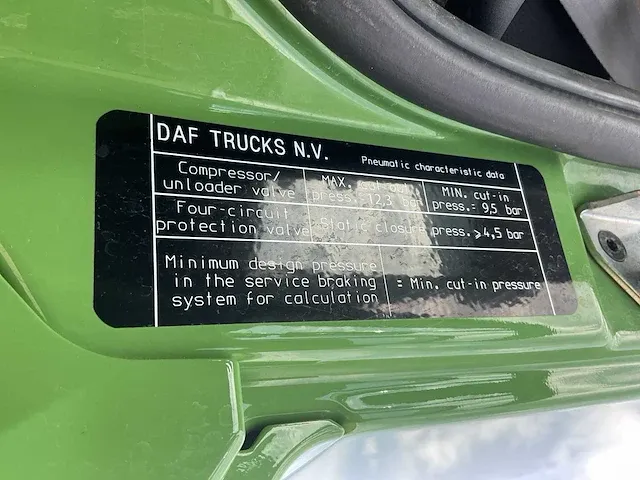 DAF TRUCKS N.V.
Pneumatic characteristic data
Compressor/
unloader valve
MAX. cut-out
press.= 12,3 bar
MIN. cut-in
press.= 9,5 bar
Four-circuit
protection valve
Static closure press.⩾4,5 bar
Minimum design pressure
in the service braking
system for calculation
= Min. cut-in pressure